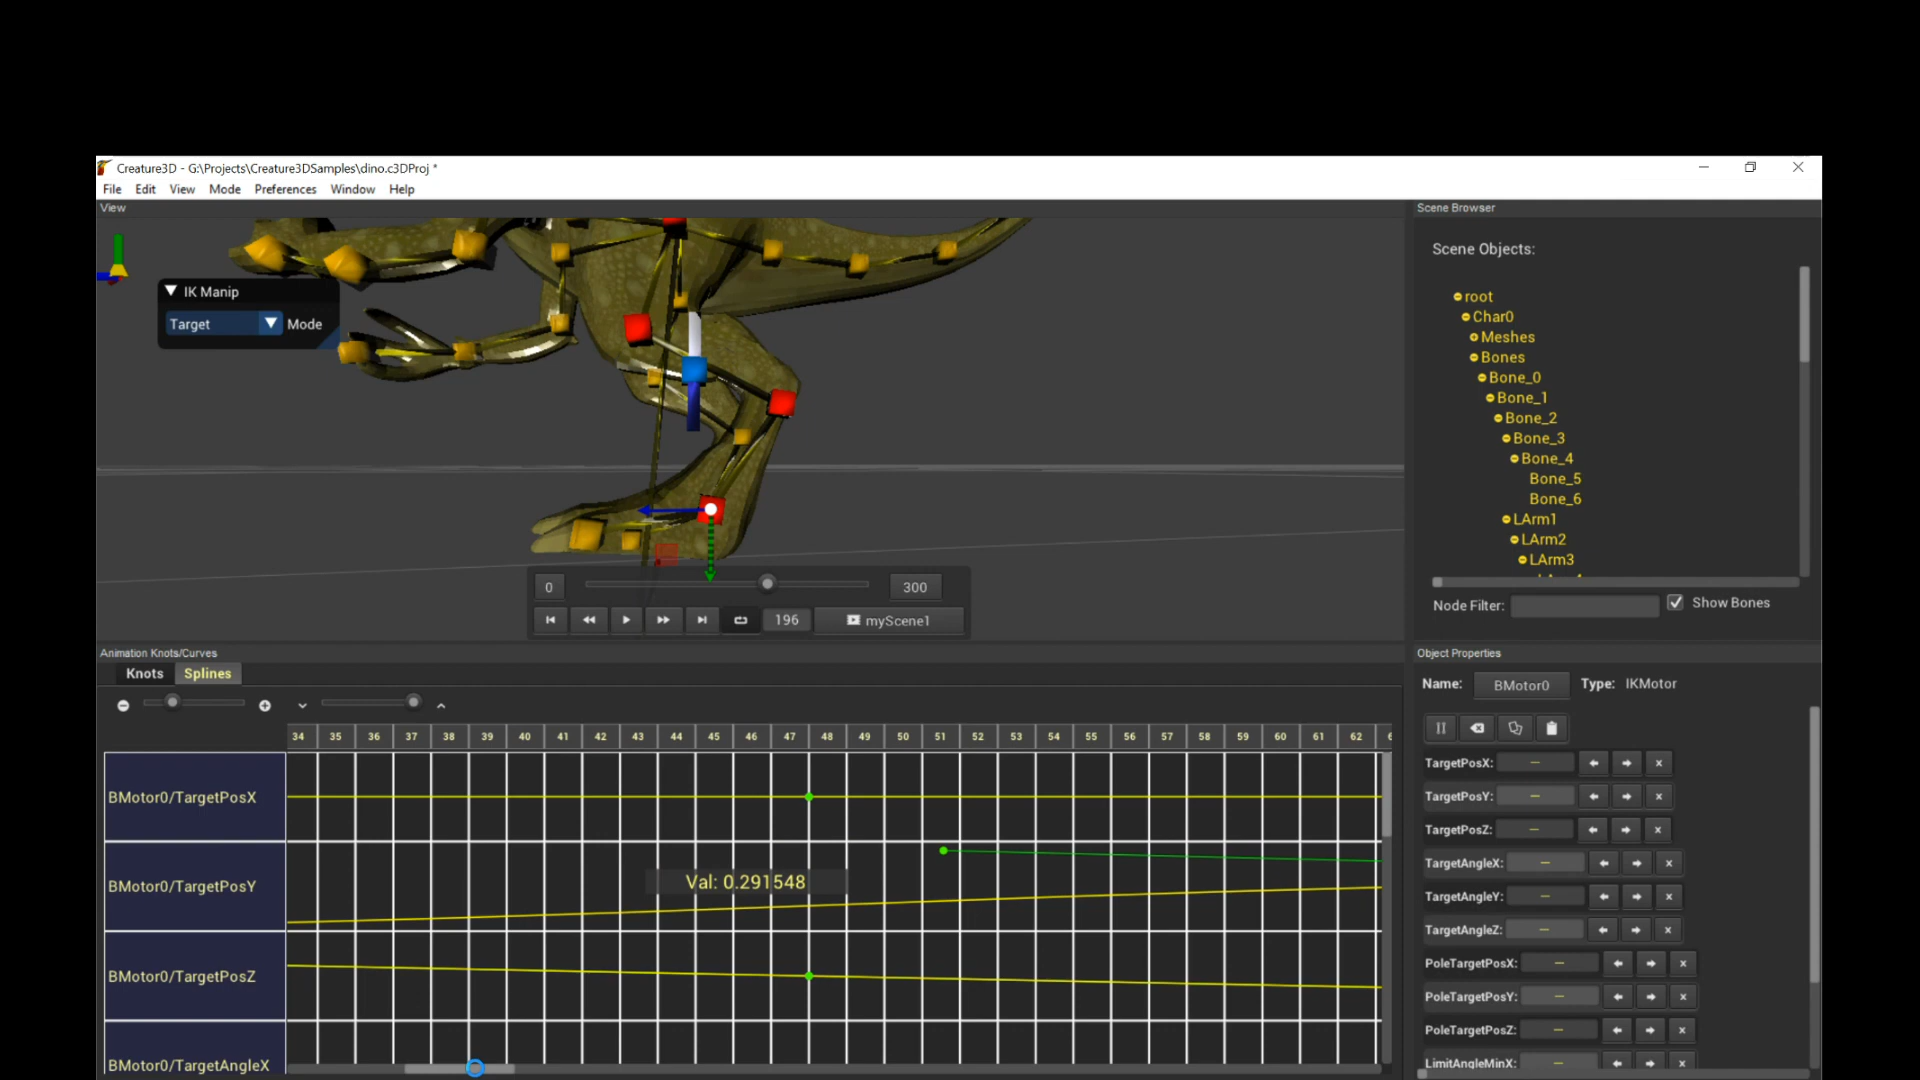 Creature3D - G:\Projects\Creature3DSamples\dino.c3DProj *
File Edit View Mode Preferences Window Help
View
IK Manip
Target Mode
0 300
196 myScene1
Scene Browser
Scene Objects:
root
Char0
Meshes
Bones
Bone_0
Bone_1
Bone_2
Bone_3
Bone_4
Bone_5
Bone_6
LArm1
LArm2
LArm3
Node Filter: Show Bones
Animation Knots/Curves
Knots Splines
34 35 36 37 38 39 40 41 42 43 44 45 46 47 48 49 50 51 52 53 54 55 56 57 58 59 60 61 62
BMotor0/TargetPosX
BMotor0/TargetPosY
Val: 0.291548
BMotor0/TargetPosZ
BMotor0/TargetAngleX
Object Properties
Name: BMotor0 Type: IKMotor
TargetPosX:
TargetPosY:
TargetPosZ:
TargetAngleX:
TargetAngleY:
TargetAngleZ:
PoleTargetPosX:
PoleTargetPosY:
PoleTargetPosZ:
LimitAngleMinX: